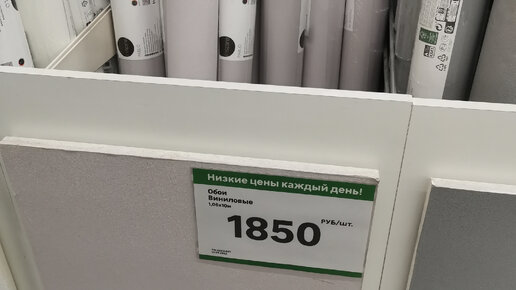 Низкие цены каждый день!
Обои
Виниловые
1,06х10м
1850 РУБ/шт.